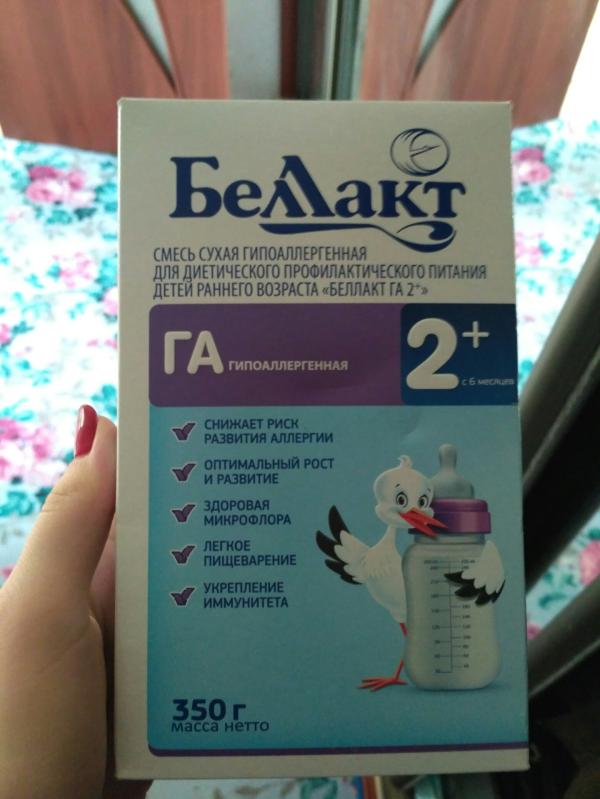 Беллакт
СМЕСЬ СУХАЯ ГИПОАЛЛЕРГЕННАЯ
ДЛЯ ДИЕТИЧЕСКОГО ПРОФИЛАКТИЧЕСКОГО ПИТАНИЯ
ДЕТЕЙ РАННЕГО ВОЗРАСТА «БЕЛЛАКТ ГА 2+»
ГА ГИПОАЛЛЕРГЕННАЯ
2+
с 6 месяцев
СНИЖАЕТ РИСК
РАЗВИТИЯ АЛЛЕРГИИ
ОПТИМАЛЬНЫЙ РОСТ
И РАЗВИТИЕ
ЗДОРОВАЯ
МИКРОФЛОРА
ЛЕГКОЕ
ПИЩЕВАРЕНИЕ
УКРЕПЛЕНИЕ
ИММУНИТЕТА
350 г
масса нетто